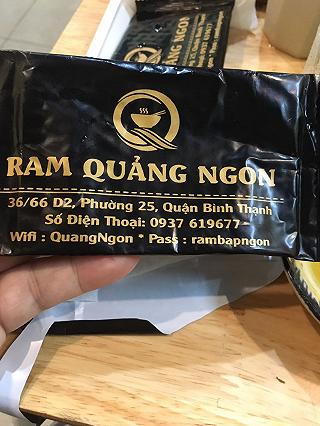 RAM QUẢNG NGON
36/66 D2, Phường 25, Quận Bình Thạnh
Số Điện Thoại: 0937 619677
Wifi : QuangNgon * Pass : rambapngon